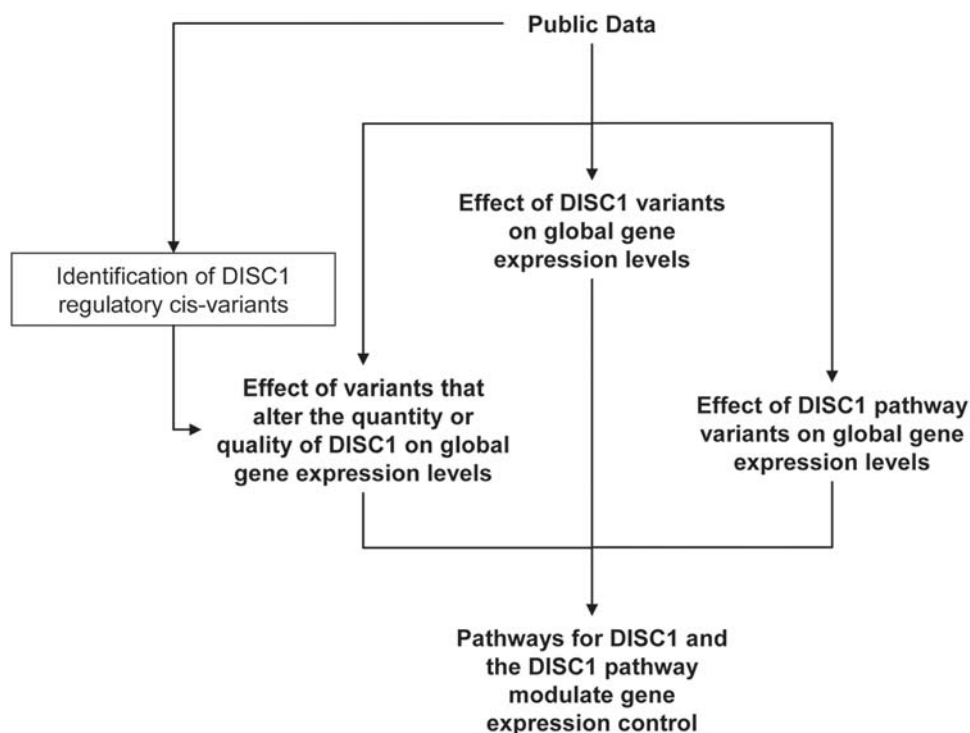 Public Data
Effect of DISC1 variants
on global gene
expression levels
Identification of DISC1
regulatory cis-variants
Effect of variants that
alter the quantity or
quality of DISC1 on global
gene expression levels
Effect of DISC1 pathway
variants on global gene
expression levels
Pathways for DISC1 and
the DISC1 pathway
modulate gene
expression control